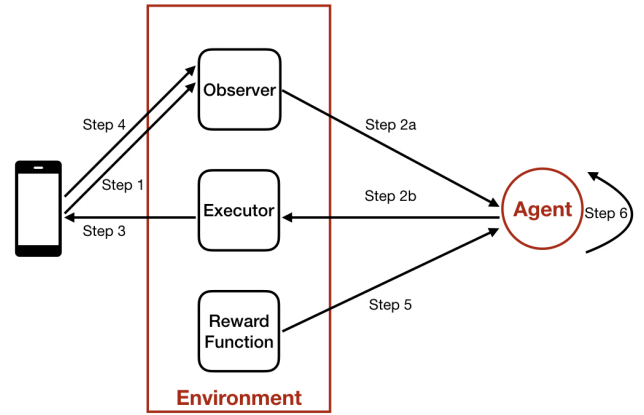 Observer
Step 4
Step 2a
Step 1
Step 2b
Executor
Agent
Step 6
Step 3
Step 5
Reward
Function
Environment